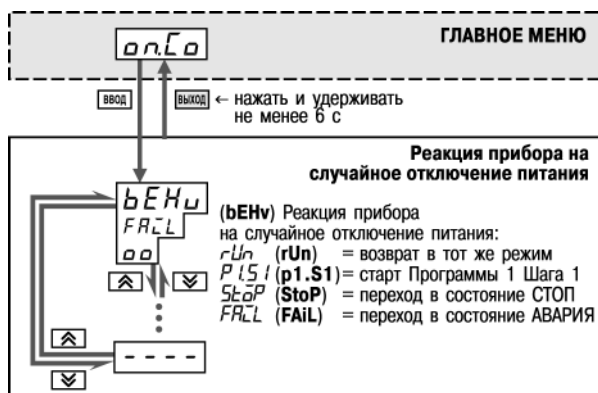 ГЛАВНОЕ МЕНЮ
on.Co
ВВОД
ВЫХОД ← нажать и удерживать
не менее 6 с
Реакция прибора на
случайное отключение питания
bEHv
FAiL
oo
(bEHv) Реакция прибора
на случайное отключение питания:
rUn (rUn) = возврат в тот же режим
P1.S1 (p1.S1) = старт Программы 1 Шага 1
StoP (StoP) = переход в состояние СТОП
FAiL (FAiL) = переход в состояние АВАРИЯ
- - - -